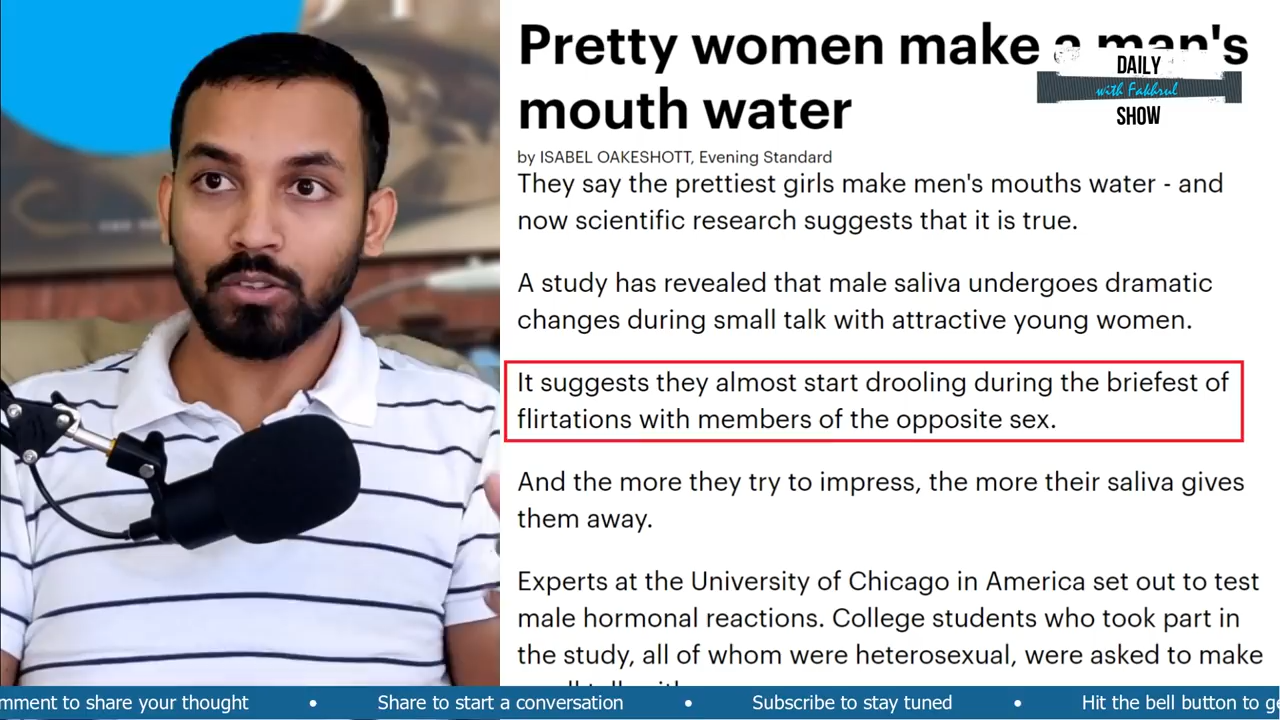 Pretty women make a man's
mouth water
DAILY
with Fakhrul
SHOW
by ISABEL OAKESHOTT, Evening Standard
They say the prettiest girls make men's mouths water - and
now scientific research suggests that it is true.
A study has revealed that male saliva undergoes dramatic
changes during small talk with attractive young women.
It suggests they almost start drooling during the briefest of
flirtations with members of the opposite sex.
And the more they try to impress, the more their saliva gives
them away.
Experts at the University of Chicago in America set out to test
male hormonal reactions. College students who took part in
the study, all of whom were heterosexual, were asked to make
mment to share your thought • Share to start a conversation • Subscribe to stay tuned • Hit the bell button to g